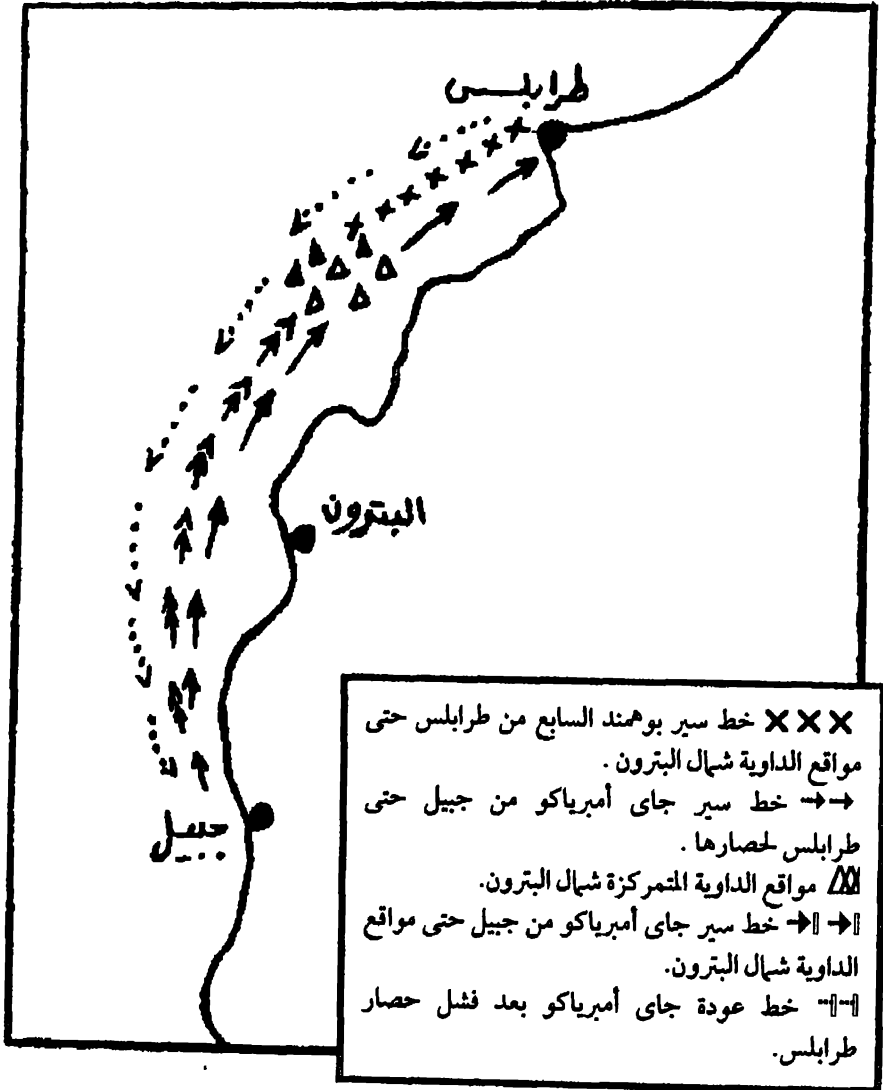 طرابلس
البترون
جبيل
خط سير بوهمند السابع من طرابلس حتى
مواقع الداوية شمال البترون .
خط سير جاى أمبرياكو من جبيل حتى
طرابلس لحصارها .
مواقع الداوية المتمركزة شمال البترون.
خط سير جاى أمبرياكو من جبيل حتى مواقع
الداوية شمال البترون.
خط عودة جاى أمبرياكو بعد فشل حصار
طرابلس.